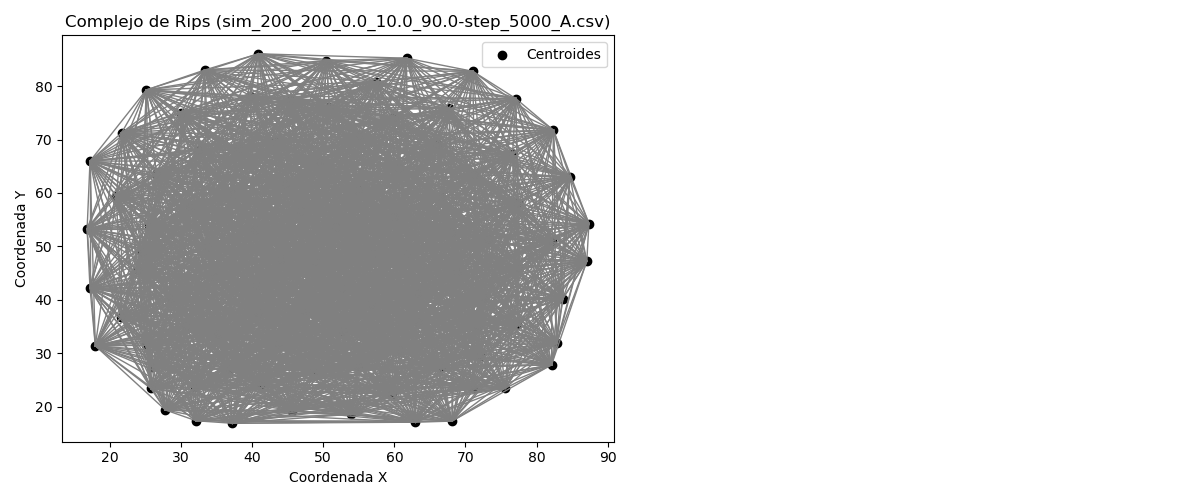 Complejo de Rips (sim_200_200_0.0_10.0_90.0-step_5000_A.csv)
Centroides
80
70
60
50
40
30
20
Coordenada Y
20 30 40 50 60 70 80 90
Coordenada X